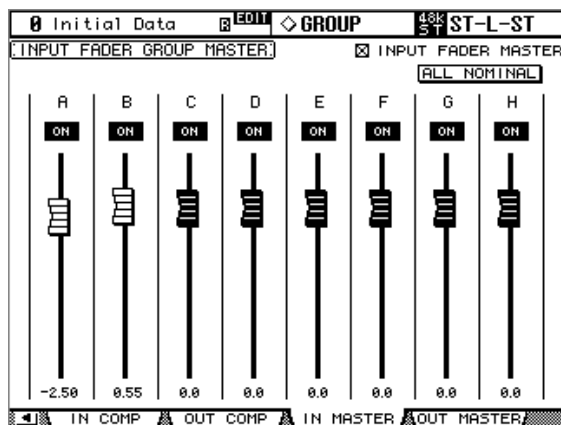 0 Initial Data R EDIT GROUP 48k ST ST-L-ST
INPUT FADER GROUP MASTER INPUT FADER MASTER
ALL NOMINAL
A B C D E F G H
ON ON ON ON ON ON ON ON
-2.50 0.55 0.0 0.0 0.0 0.0 0.0 0.0
IN COMP OUT COMP IN MASTER OUT MASTER